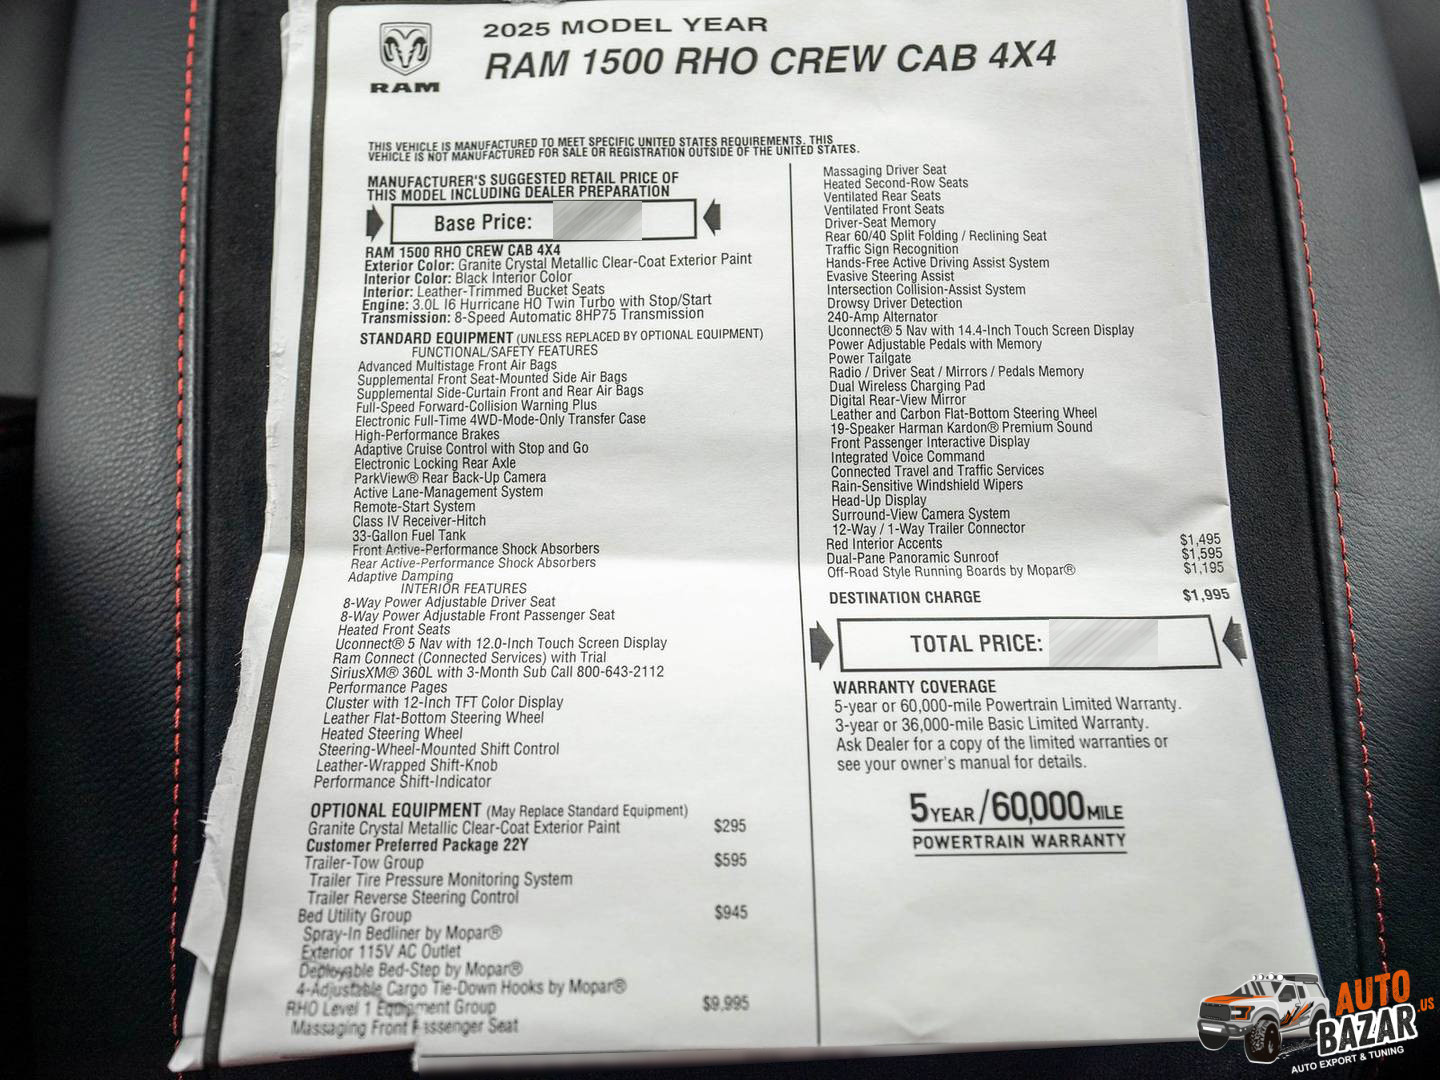 RAM
2025 MODEL YEAR
RAM 1500 RHO CREW CAB 4X4
THIS VEHICLE IS MANUFACTURED TO MEET SPECIFIC UNITED STATES REQUIREMENTS. THIS
VEHICLE IS NOT MANUFACTURED FOR SALE OR REGISTRATION OUTSIDE OF THE UNITED STATES.
MANUFACTURER'S SUGGESTED RETAIL PRICE OF
THIS MODEL INCLUDING DEALER PREPARATION
Base Price:
RAM 1500 RHO CREW CAB 4X4
Exterior Color: Granite Crystal Metallic Clear-Coat Exterior Paint
Interior Color: Black Interior Color
Interior: Leather-Trimmed Bucket Seats
Engine: 3.0L I6 Hurricane HO Twin Turbo with Stop/Start
Transmission: 8-Speed Automatic 8HP75 Transmission
STANDARD EQUIPMENT (UNLESS REPLACED BY OPTIONAL EQUIPMENT)
FUNCTIONAL/SAFETY FEATURES
Advanced Multistage Front Air Bags
Supplemental Front Seat-Mounted Side Air Bags
Supplemental Side-Curtain Front and Rear Air Bags
Full-Speed Forward-Collision Warning Plus
Electronic Full-Time 4WD-Mode-Only Transfer Case
High-Performance Brakes
Adaptive Cruise Control with Stop and Go
Electronic Locking Rear Axle
ParkView® Rear Back-Up Camera
Active Lane-Management System
Remote-Start System
Class IV Receiver-Hitch
33-Gallon Fuel Tank
Front Active-Performance Shock Absorbers
Rear Active-Performance Shock Absorbers
Adaptive Damping
INTERIOR FEATURES
8-Way Power Adjustable Driver Seat
8-Way Power Adjustable Front Passenger Seat
Heated Front Seats
Uconnect® 5 Nav with 12.0-Inch Touch Screen Display
Ram Connect (Connected Services) with Trial
SiriusXM® 360L with 3-Month Sub Call 800-643-2112
Performance Pages
Cluster with 12-Inch TFT Color Display
Leather Flat-Bottom Steering Wheel
Heated Steering Wheel
Steering-Wheel-Mounted Shift Control
Leather-Wrapped Shift-Knob
Performance Shift-Indicator
OPTIONAL EQUIPMENT (May Replace Standard Equipment)
Granite Crystal Metallic Clear-Coat Exterior Paint $295
Customer Preferred Package 22Y
Trailer-Tow Group $595
Trailer Tire Pressure Monitoring System
Trailer Reverse Steering Control
Bed Utility Group $945
Spray-In Bedliner by Mopar®
Exterior 115V AC Outlet
Deployable Bed-Step by Mopar®
4-Adjustable Cargo Tie-Down Hooks by Mopar®
RHO Level 1 Equipment Group $9,995
Massaging Front Passenger Seat
Massaging Driver Seat
Heated Second-Row Seats
Ventilated Rear Seats
Ventilated Front Seats
Driver-Seat Memory
Rear 60/40 Split Folding / Reclining Seat
Traffic Sign Recognition
Hands-Free Active Driving Assist System
Evasive Steering Assist
Intersection Collision-Assist System
Drowsy Driver Detection
240-Amp Alternator
Uconnect® 5 Nav with 14.4-Inch Touch Screen Display
Power Adjustable Pedals with Memory
Power Tailgate
Radio / Driver Seat / Mirrors / Pedals Memory
Dual Wireless Charging Pad
Digital Rear-View Mirror
Leather and Carbon Flat-Bottom Steering Wheel
19-Speaker Harman Kardon® Premium Sound
Front Passenger Interactive Display
Integrated Voice Command
Connected Travel and Traffic Services
Rain-Sensitive Windshield Wipers
Head-Up Display
Surround-View Camera System
12-Way / 1-Way Trailer Connector
Red Interior Accents $1,495
Dual-Pane Panoramic Sunroof $1,595
Off-Road Style Running Boards by Mopar® $1,195
DESTINATION CHARGE $1,995
TOTAL PRICE:
WARRANTY COVERAGE
5-year or 60,000-mile Powertrain Limited Warranty.
3-year or 36,000-mile Basic Limited Warranty.
Ask Dealer for a copy of the limited warranties or
see your owner's manual for details.
5 YEAR/60,000 MILE
POWERTRAIN WARRANTY
AUTO
BAZAR.US
AUTO EXPORT & TUNING